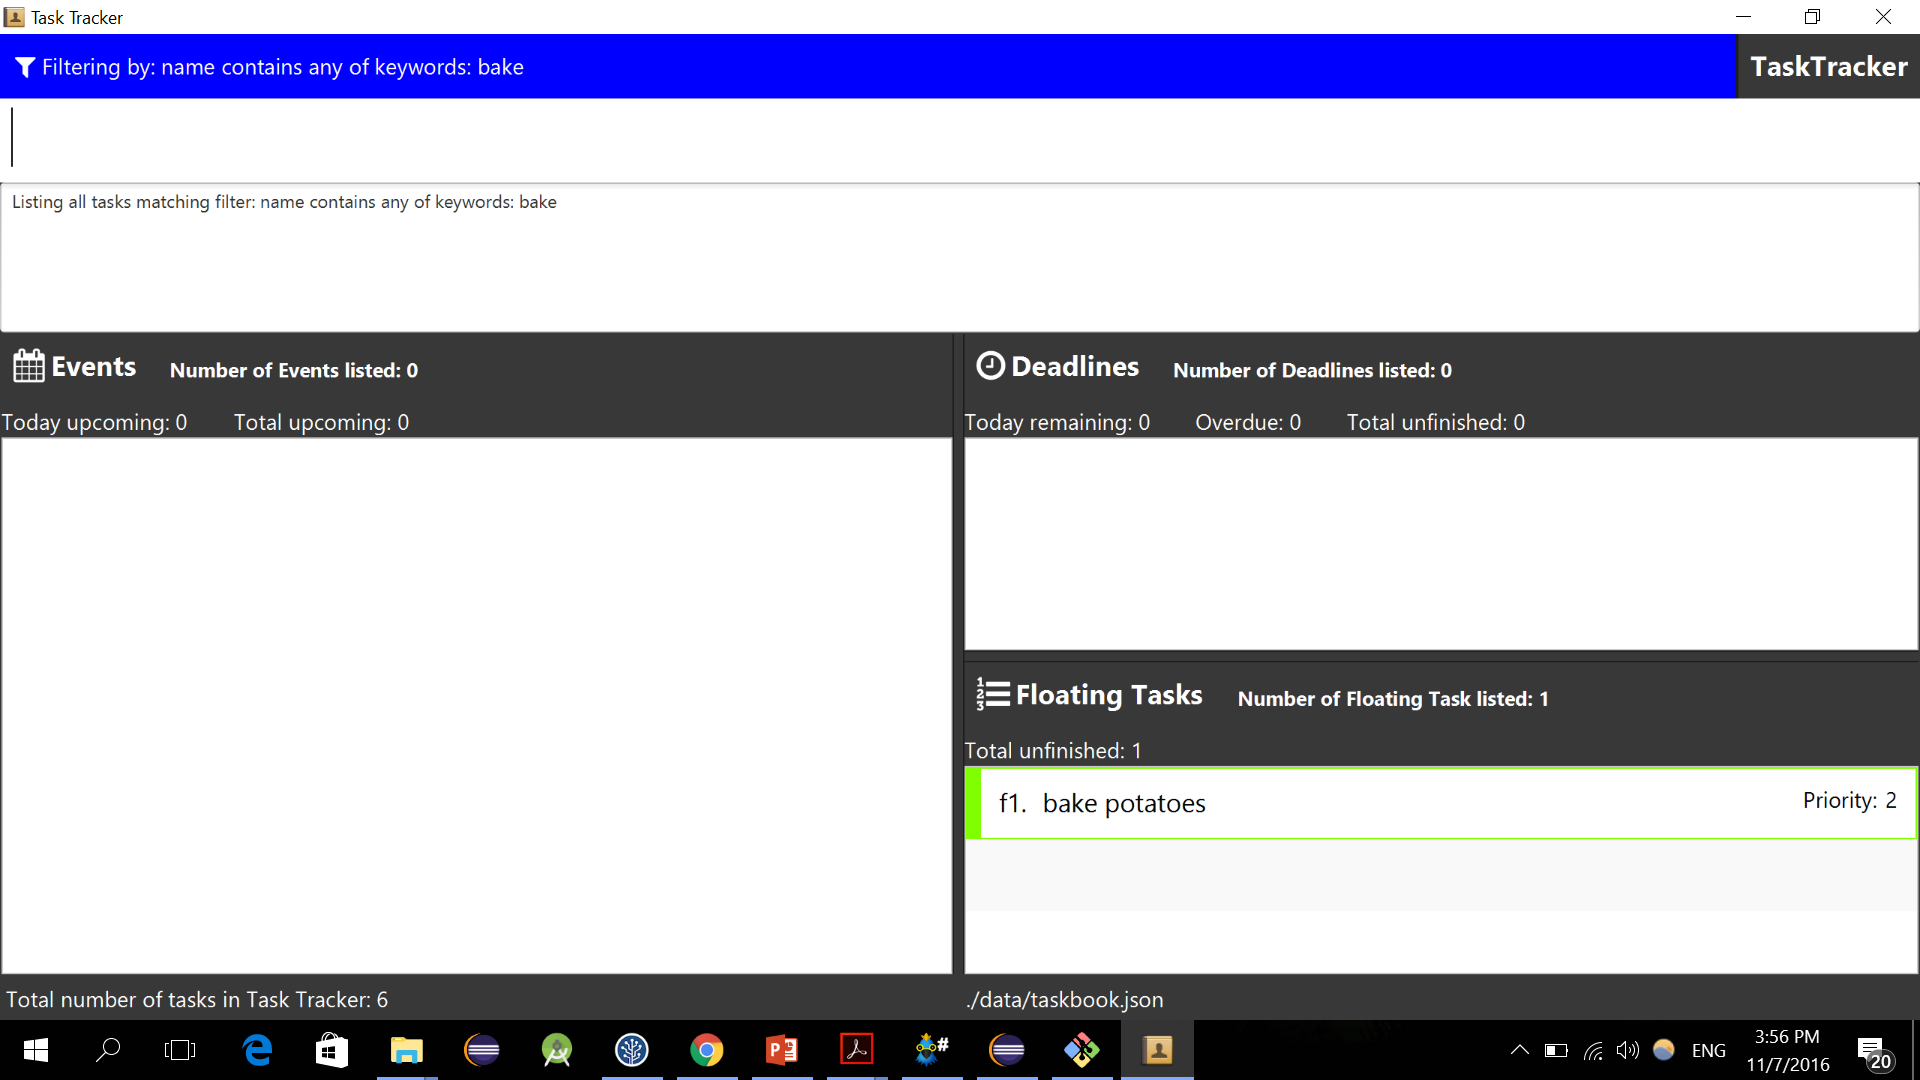 Task Tracker
Filtering by: name contains any of keywords: bake
TaskTracker
Listing all tasks matching filter: name contains any of keywords: bake
Events Number of Events listed: 0
Today upcoming: 0 Total upcoming: 0
Deadlines Number of Deadlines listed: 0
Today remaining: 0 Overdue: 0 Total unfinished: 0
Floating Tasks Number of Floating Task listed: 1
Total unfinished: 1
f1. bake potatoes Priority: 2
Total number of tasks in Task Tracker: 6
./data/taskbook.json
ENG
3:56 PM
11/7/2016
20